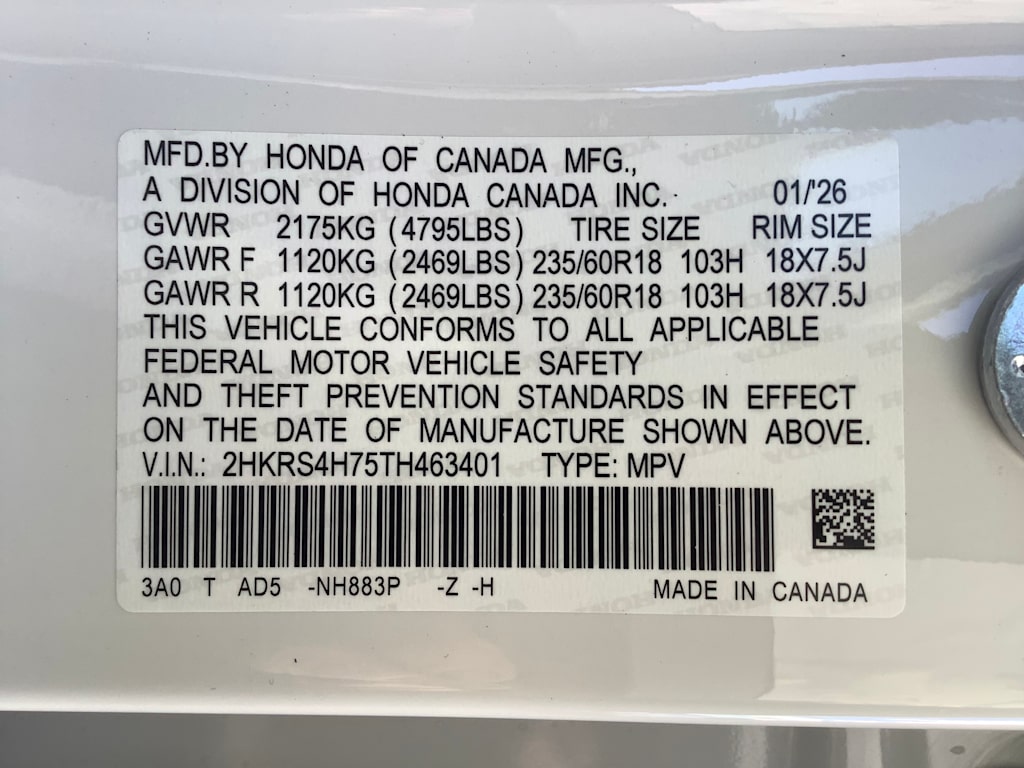 MFD.BY HONDA OF CANADA MFG.,
A DIVISION OF HONDA CANADA INC. 01/'26
GVWR 2175KG (4795LBS) TIRE SIZE RIM SIZE
GAWR F 1120KG (2469LBS) 235/60R18 103H 18X7.5J
GAWR R 1120KG (2469LBS) 235/60R18 103H 18X7.5J
THIS VEHICLE CONFORMS TO ALL APPLICABLE
FEDERAL MOTOR VEHICLE SAFETY
AND THEFT PREVENTION STANDARDS IN EFFECT
ON THE DATE OF MANUFACTURE SHOWN ABOVE.
V.I.N.: 2HKRS4H75TH463401 TYPE: MPV
3A0 T AD5 -NH883P -Z -H MADE IN CANADA